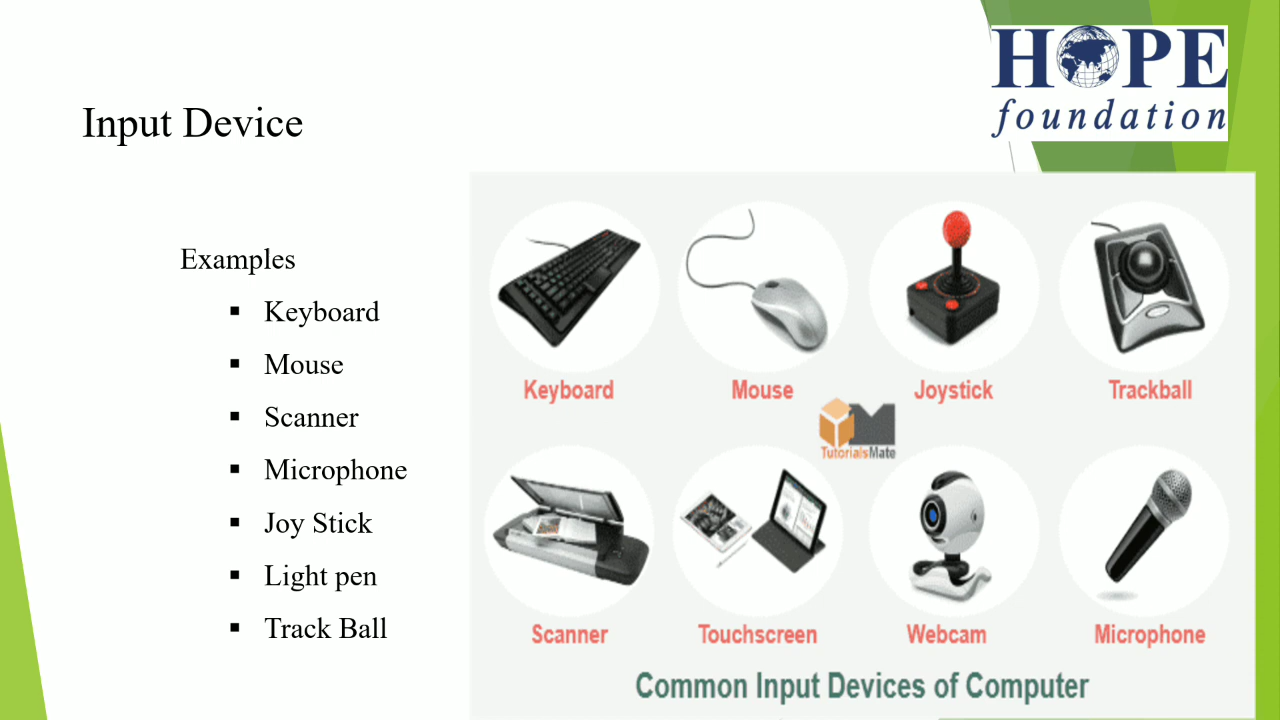 HOPE
foundation
Input Device
Examples
▪ Keyboard
▪ Mouse
▪ Scanner
▪ Microphone
▪ Joy Stick
▪ Light pen
▪ Track Ball
Keyboard Mouse Joystick Trackball
TutorialsMate
Scanner Touchscreen Webcam Microphone
Common Input Devices of Computer